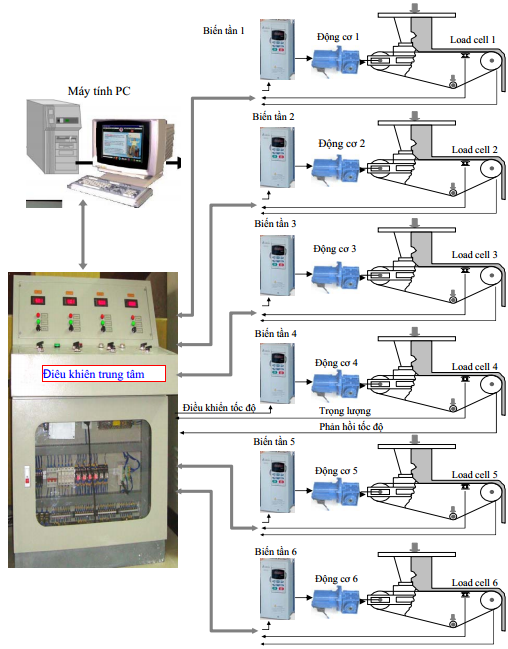 Biến tần 1
Động cơ 1
Load cell 1
Máy tính PC
Biến tần 2
Động cơ 2
Load cell 2
Biến tần 3
Động cơ 3
Load cell 3
Biến tần 4
Động cơ 4
Load cell 4
Điêu khiên trung tâm
Điều khiển tốc độ
Trọng lượng
Phản hồi tốc độ
Biến tần 5
Động cơ 5
Load cell 5
Biến tần 6
Động cơ 6
Load cell 6